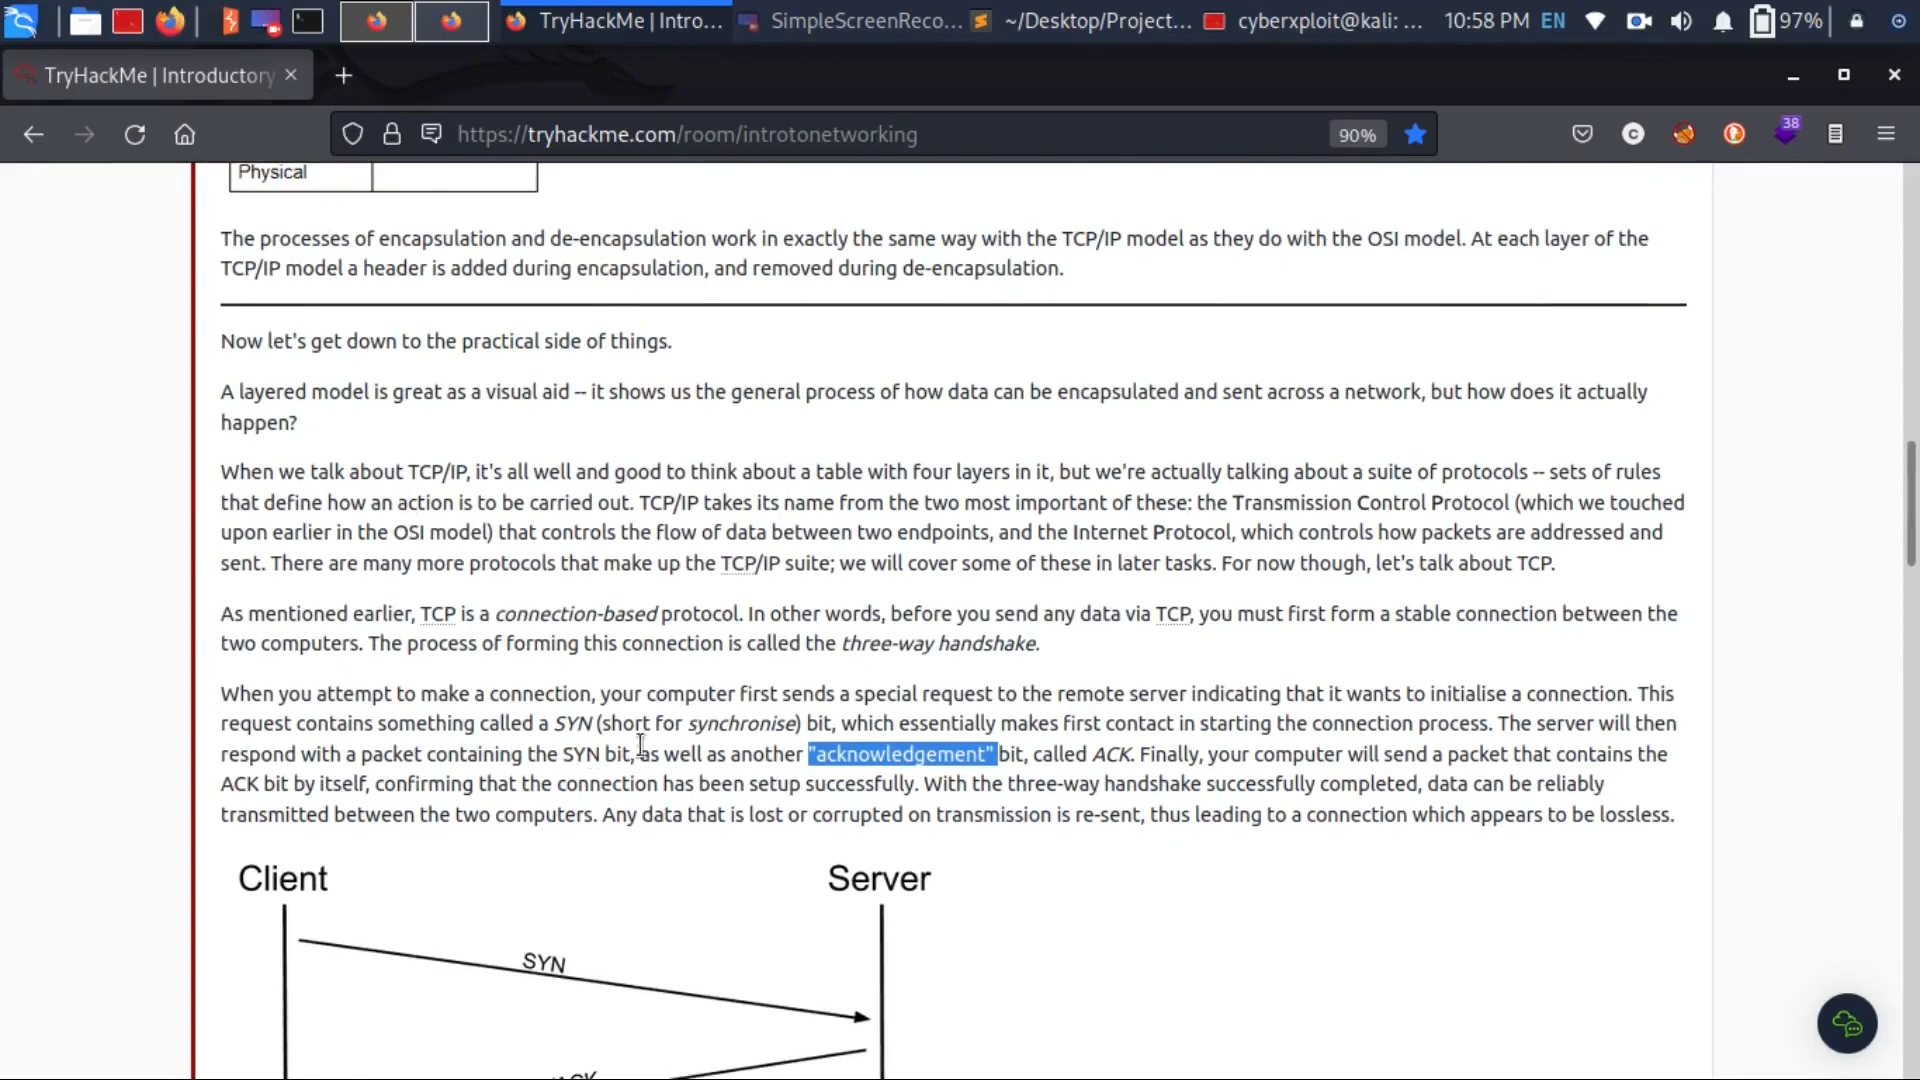 TryHackMe | Intro...
SimpleScreenReco...
~/Desktop/Project...
cyberxploit@kali: ...
10:58 PM
EN
97%
TryHackMe | Introductory
https://tryhackme.com/room/introtonetworking
90%
38
Physical
The processes of encapsulation and de-encapsulation work in exactly the same way with the TCP/IP model as they do with the OSI model. At each layer of the
TCP/IP model a header is added during encapsulation, and removed during de-encapsulation.
Now let's get down to the practical side of things.
A layered model is great as a visual aid -- it shows us the general process of how data can be encapsulated and sent across a network, but how does it actually
happen?
When we talk about TCP/IP, it's all well and good to think about a table with four layers in it, but we're actually talking about a suite of protocols -- sets of rules
that define how an action is to be carried out. TCP/IP takes its name from the two most important of these: the Transmission Control Protocol (which we touched
upon earlier in the OSI model) that controls the flow of data between two endpoints, and the Internet Protocol, which controls how packets are addressed and
sent. There are many more protocols that make up the TCP/IP suite; we will cover some of these in later tasks. For now though, let's talk about TCP.
As mentioned earlier, TCP is a connection-based protocol. In other words, before you send any data via TCP, you must first form a stable connection between the
two computers. The process of forming this connection is called the three-way handshake.
When you attempt to make a connection, your computer first sends a special request to the remote server indicating that it wants to initialise a connection. This
request contains something called a SYN (short for synchronise) bit, which essentially makes first contact in starting the connection process. The server will then
respond with a packet containing the SYN bit, as well as another "acknowledgement" bit, called ACK. Finally, your computer will send a packet that contains the
ACK bit by itself, confirming that the connection has been setup successfully. With the three-way handshake successfully completed, data can be reliably
transmitted between the two computers. Any data that is lost or corrupted on transmission is re-sent, thus leading to a connection which appears to be lossless.
Client
Server
SYN